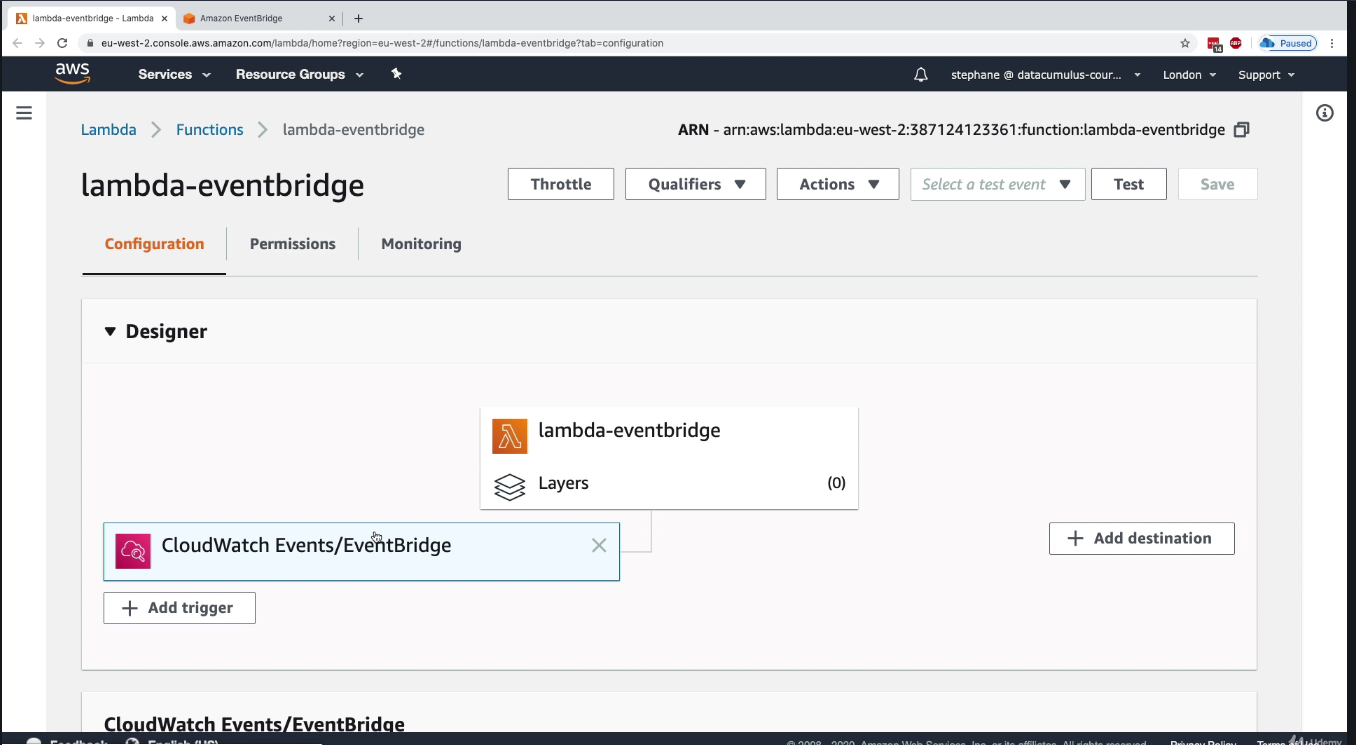 lambda-eventbridge - Lambda
Amazon EventBridge
eu-west-2.console.aws.amazon.com/lambda/home?region=eu-west-2#/functions/lambda-eventbridge?tab=configuration
14
ABP
Paused
aws
Services
Resource Groups
stephane @ datacumulus-cour...
London
Support
Lambda
Functions
lambda-eventbridge
ARN - arn:aws:lambda:eu-west-2:387124123361:function:lambda-eventbridge
lambda-eventbridge
Throttle
Qualifiers
Actions
Select a test event
Test
Save
Configuration
Permissions
Monitoring
Designer
lambda-eventbridge
Layers
(0)
CloudWatch Events/EventBridge
Add destination
Add trigger
CloudWatch Events/EventBridge
Feedback
English (US)
© 2008 - 2020, Amazon Web Services, Inc. or its affiliates. All rights reserved.
Privacy Policy
Terms of Use
Udemy